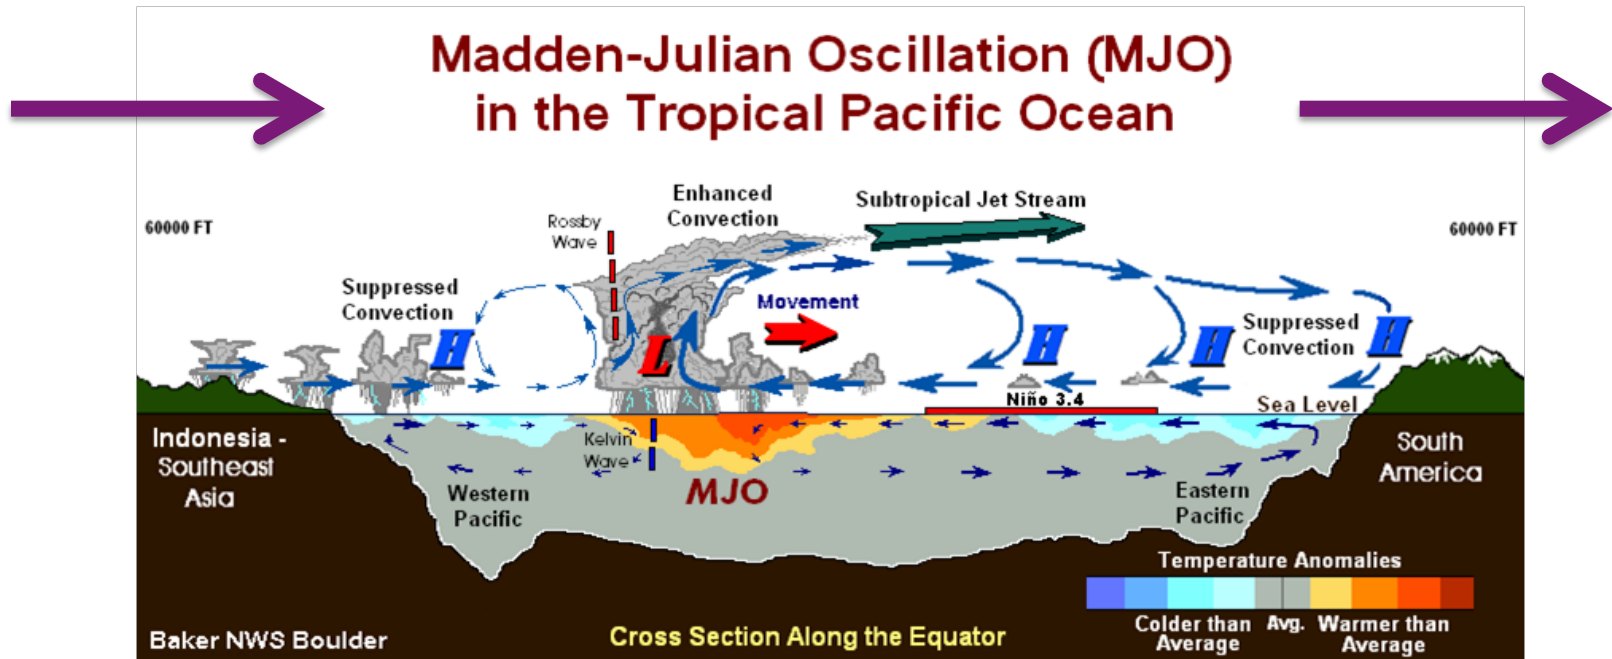 Madden-Julian Oscillation (MJO)
in the Tropical Pacific Ocean
60000 FT
Rossby
Wave
Enhanced
Convection
Subtropical Jet Stream
60000 FT
Suppressed
Convection
H
L
Movement
H
H
Suppressed
Convection
H
Niño 3.4
Sea Level
Indonesia -
Southeast
Asia
Kelvin
Wave
MJO
Western
Pacific
Eastern
Pacific
South
America
Temperature Anomalies
Colder than
Average
Avg.
Warmer than
Average
Baker NWS Boulder
Cross Section Along the Equator